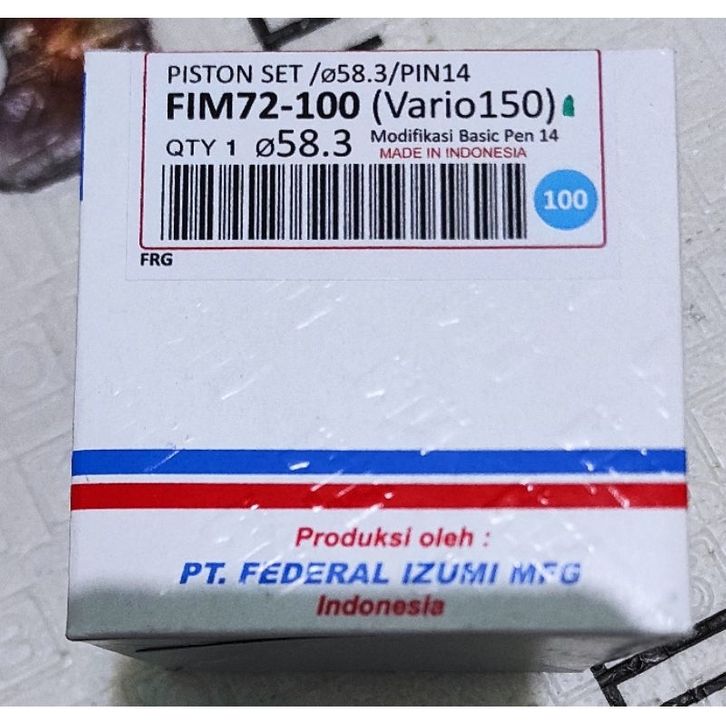 PISTON SET /ø58.3/PIN14
FIM72-100 (Vario150)
QTY 1 ø58.3 Modifikasi Basic Pen 14
MADE IN INDONESIA
100
FRG
Produksi oleh :
PT. FEDERAL IZUMI MFG
Indonesia